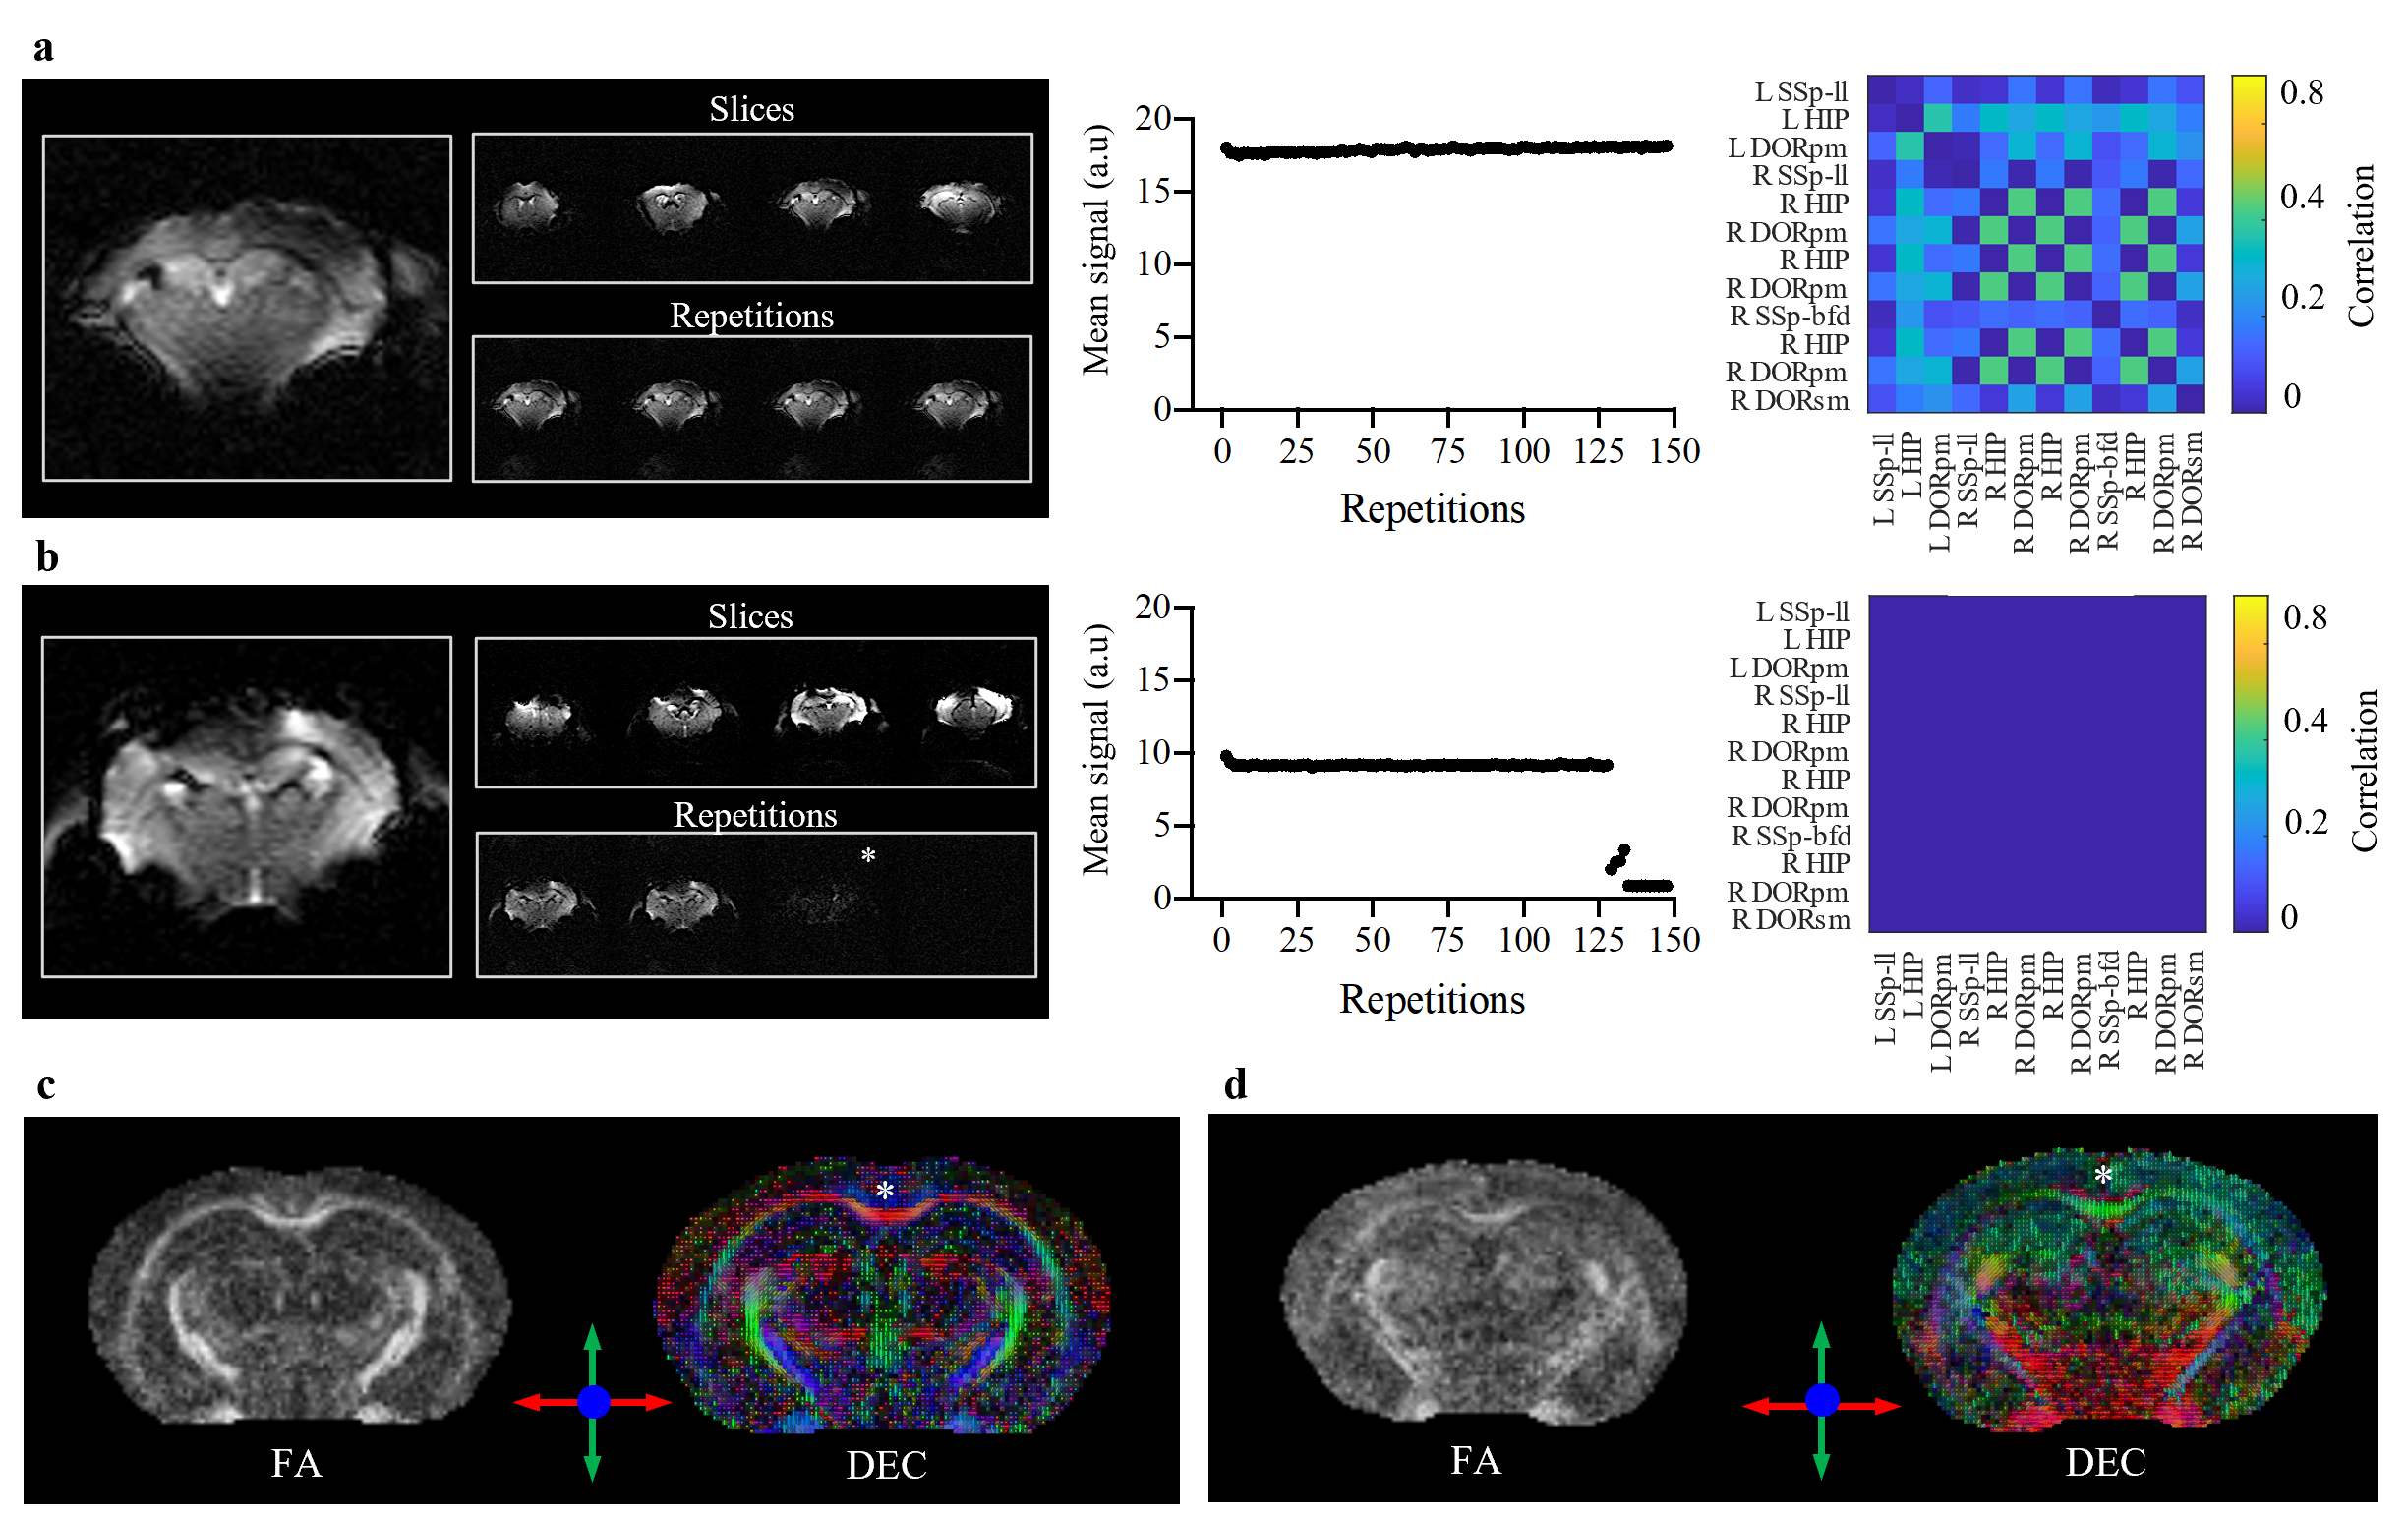 a
Slices
Repetitions
20
15
10
5
0
Mean signal (a.u)
0 25 50 75 100 125 150
Repetitions
L SSp-ll
L HIP
L DORpm
R SSp-ll
R HIP
R DORpm
R HIP
R DORpm
R SSp-bfd
R HIP
R DORpm
R DORsm
L SSp-ll
L HIP
L DORpm
R SSp-ll
R HIP
R DORpm
R HIP
R DORpm
R SSp-bfd
R HIP
R DORpm
R DORsm
0.8
0.4
0.2
0
Correlation
b
Slices
Repetitions
*
20
15
10
5
0
Mean signal (a.u)
0 25 50 75 100 125 150
Repetitions
L SSp-ll
L HIP
L DORpm
R SSp-ll
R HIP
R DORpm
R HIP
R DORpm
R SSp-bfd
R HIP
R DORpm
R DORsm
L SSp-ll
L HIP
L DORpm
R SSp-ll
R HIP
R DORpm
R HIP
R DORpm
R SSp-bfd
R HIP
R DORpm
R DORsm
0.8
0.4
0.2
0
Correlation
c
*
FA
DEC
d
*
FA
DEC